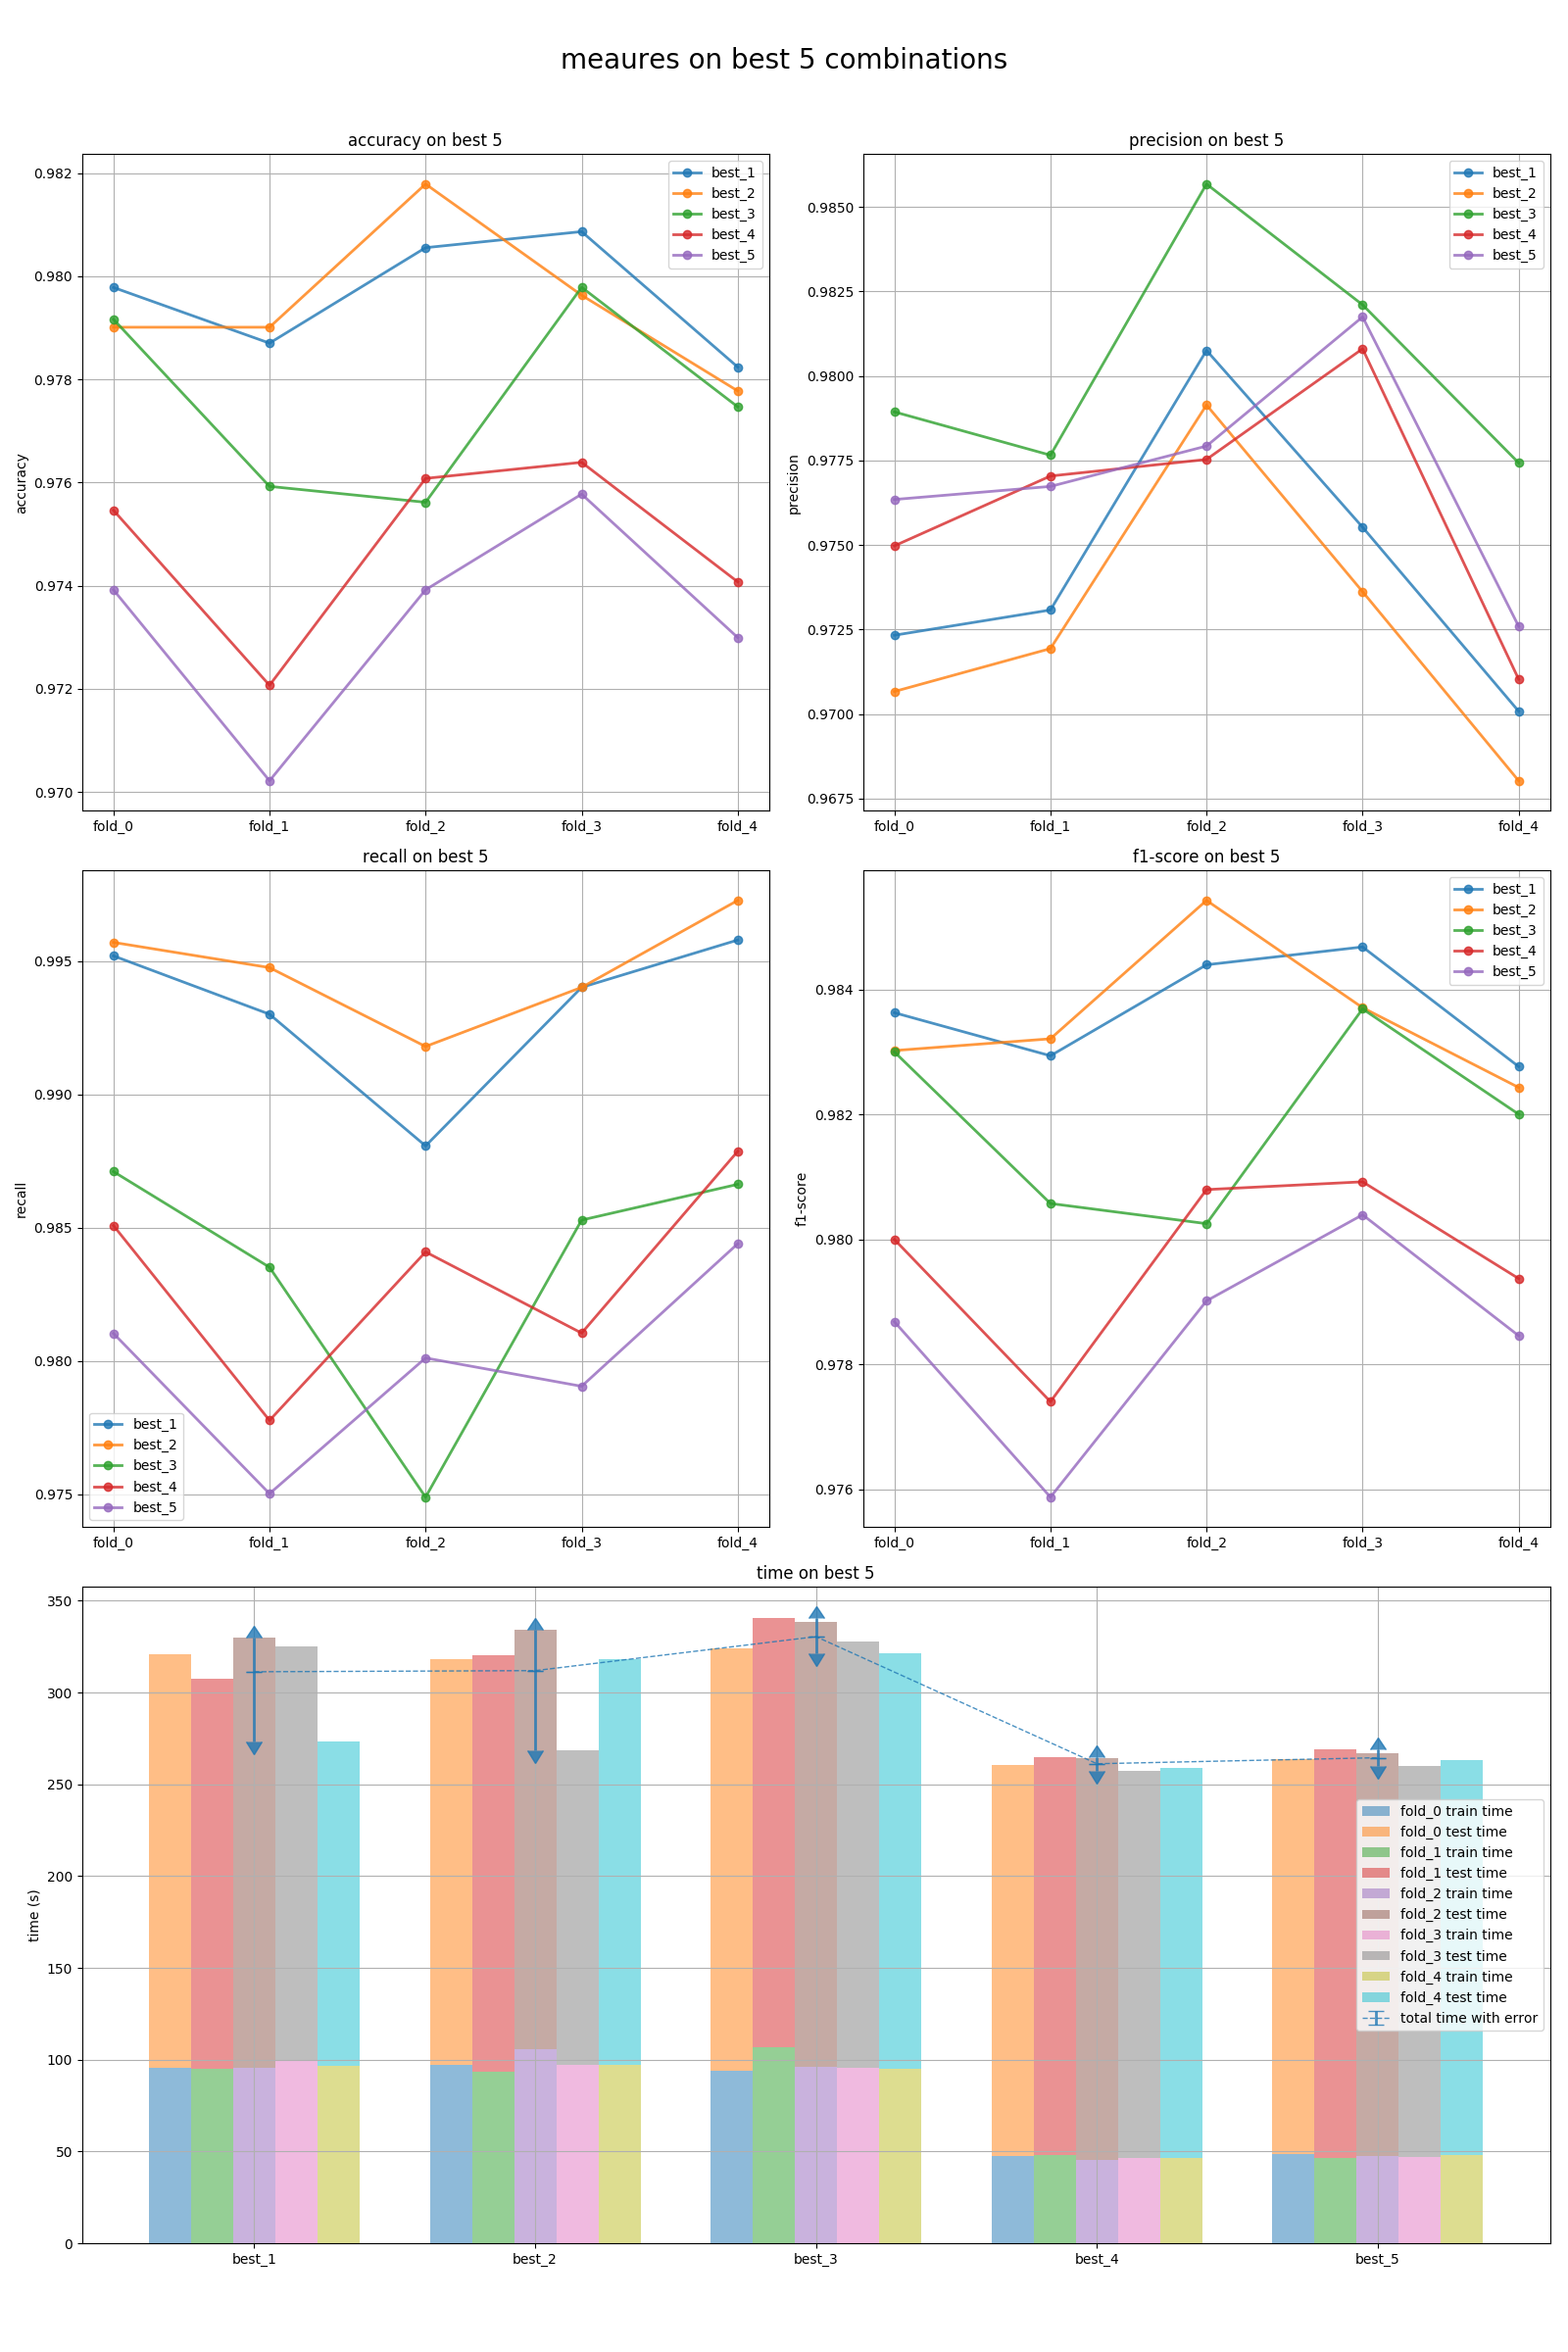 meaures on best 5 combinations
accuracy on best 5
accuracy
0.982
0.980
0.978
0.976
0.974
0.972
0.970
fold_0 fold_1 fold_2 fold_3 fold_4
best_1
best_2
best_3
best_4
best_5
precision on best 5
precision
0.9850
0.9825
0.9800
0.9775
0.9750
0.9725
0.9700
0.9675
fold_0 fold_1 fold_2 fold_3 fold_4
best_1
best_2
best_3
best_4
best_5
recall on best 5
recall
0.995
0.990
0.985
0.980
0.975
fold_0 fold_1 fold_2 fold_3 fold_4
best_1
best_2
best_3
best_4
best_5
f1-score on best 5
f1-score
0.984
0.982
0.980
0.978
0.976
fold_0 fold_1 fold_2 fold_3 fold_4
best_1
best_2
best_3
best_4
best_5
time on best 5
time (s)
350
300
250
200
150
100
50
0
best_1 best_2 best_3 best_4 best_5
fold_0 train time
fold_0 test time
fold_1 train time
fold_1 test time
fold_2 train time
fold_2 test time
fold_3 train time
fold_3 test time
fold_4 train time
fold_4 test time
total time with error